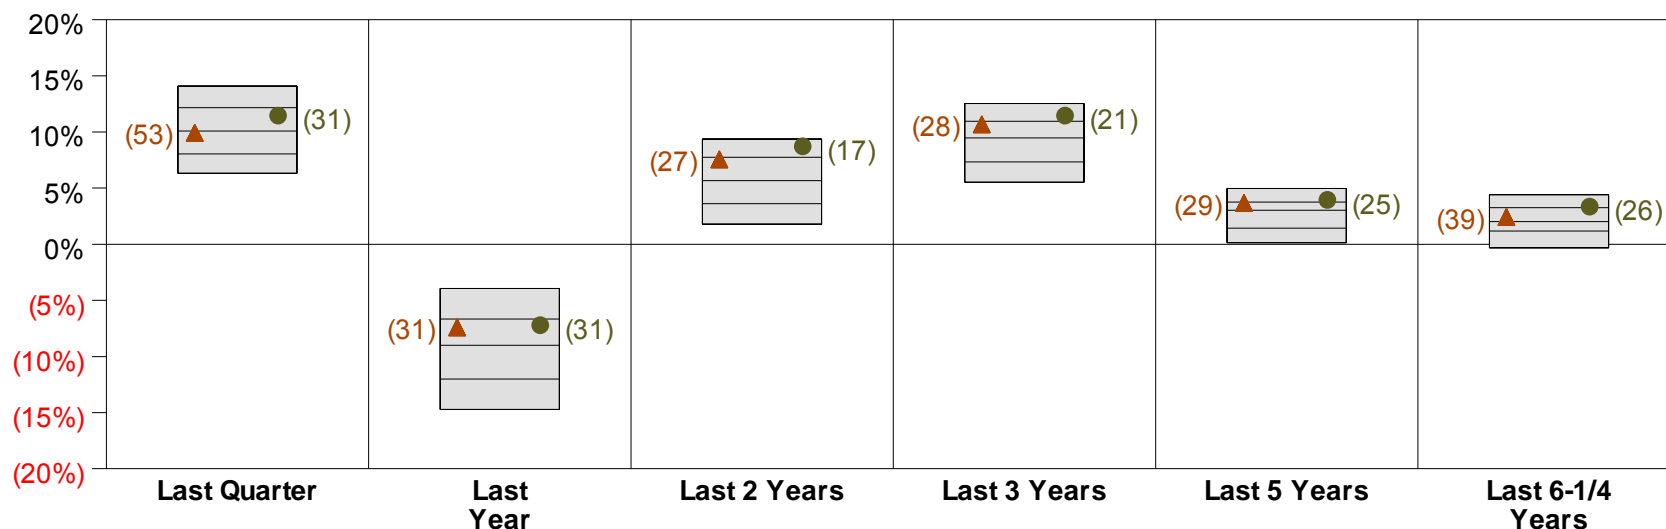 20%
15%
10%
5%
0%
(5%)
(10%)
(15%)
(20%)
(53) (31)
(31) (31)
(27) (17)
(28) (21)
(29) (25)
(39) (26)
Last Quarter
Last
Year
Last 2 Years
Last 3 Years
Last 5 Years
Last 6-1/4
Years